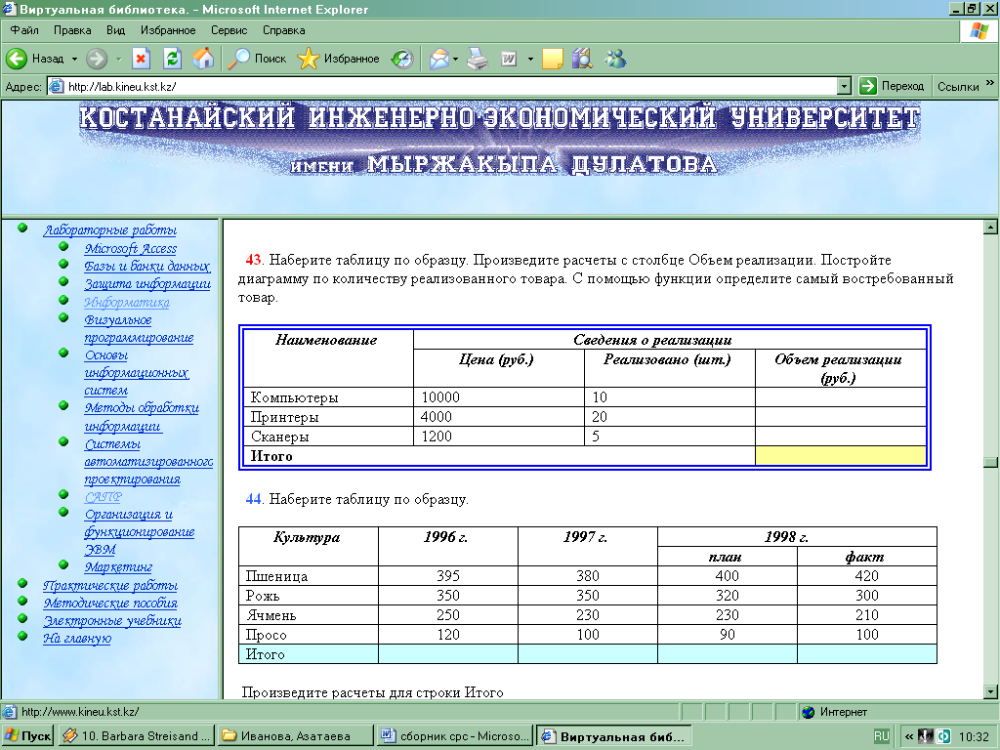 Виртуальная библиотека. - Microsoft Internet Explorer
Файл Правка Вид Избранное Сервис Справка
Назад Поиск Избранное
Адрес: http://lab.kineu.kst.kz/ Переход Ссылки »
КОСТАНАЙСКИЙ ИНЖЕНЕРНО ЭКОНОМИЧЕСКИЙ УНИВЕРСИТЕТ
ИМЕНИ МЫРЖАКЫПА ДУЛАТОВА
Лабораторные работы
Microsoft Access
Базы и банки данных
Защита информации
Информатика
Визуальное
программирование
Основы
информационных
систем
Методы обработки
информации
Системы
автоматизированного
проектирования
САПР
Организация и
функционирование
ЭВМ
Маркетинг
Практические работы
Методические пособия
Электронные учебники
На главную
43. Наберите таблицу по образцу. Произведите расчеты с столбце Объем реализации. Постройте
диаграмму по количеству реализованного товара. С помощью функции определите самый востребованный
товар.
Наименование Сведения о реализации
Цена (руб.) Реализовано (шт.) Объем реализации
(руб.)
Компьютеры 10000 10
Принтеры 4000 20
Сканеры 1200 5
Итого
44. Наберите таблицу по образцу.
Культура 1996 г. 1997 г. 1998 г.
план факт
Пшеница 395 380 400 420
Рожь 350 350 320 300
Ячмень 250 230 230 210
Просо 120 100 90 100
Итого
Произведите расчеты для строки Итого
http://www.kineu.kst.kz/ Интернет
Пуск 10. Barbara Streisand ... Иванова, Азатаева сборник срс - Microso... Виртуальная биб... RU « 10:32